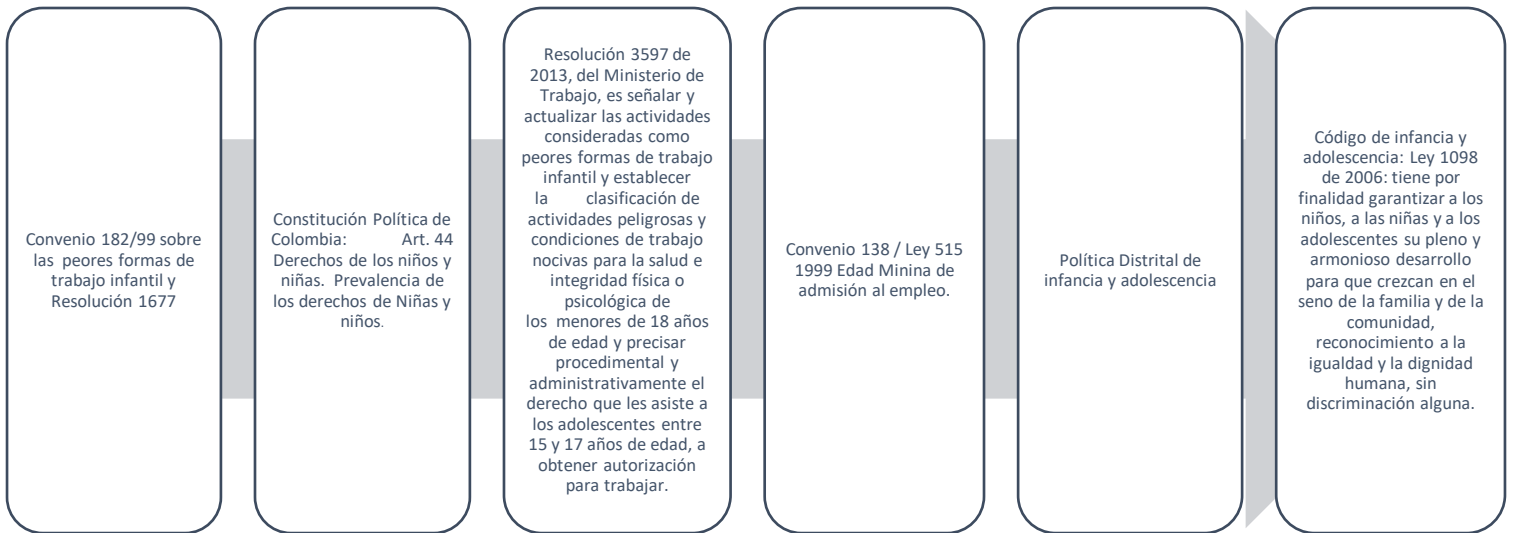 Convenio 182/99 sobre
las peores formas de
trabajo infantil y
Resolución 1677
Constitución Política de
Colombia: Art. 44
Derechos de los niños y
niñas. Prevalencia de
los derechos de Niñas y
niños.
Resolución 3597 de
2013, del Ministerio de
Trabajo, es señalar y
actualizar las actividades
consideradas como
peores formas de trabajo
infantil y establecer
la clasificación de
actividades peligrosas y
condiciones de trabajo
nocivas para la salud e
integridad física o
psicológica de
los menores de 18 años
de edad y precisar
procedimental y
administrativamente el
derecho que les asiste a
los adolescentes entre
15 y 17 años de edad, a
obtener autorización
para trabajar.
Convenio 138 / Ley 515
1999 Edad Minina de
admisión al empleo.
Política Distrital de
infancia y adolescencia
Código de infancia y
adolescencia: Ley 1098
de 2006: tiene por
finalidad garantizar a los
niños, a las niñas y a los
adolescentes su pleno y
armonioso desarrollo
para que crezcan en el
seno de la familia y de la
comunidad,
reconocimiento a la
igualdad y la dignidad
humana, sin
discriminación alguna.